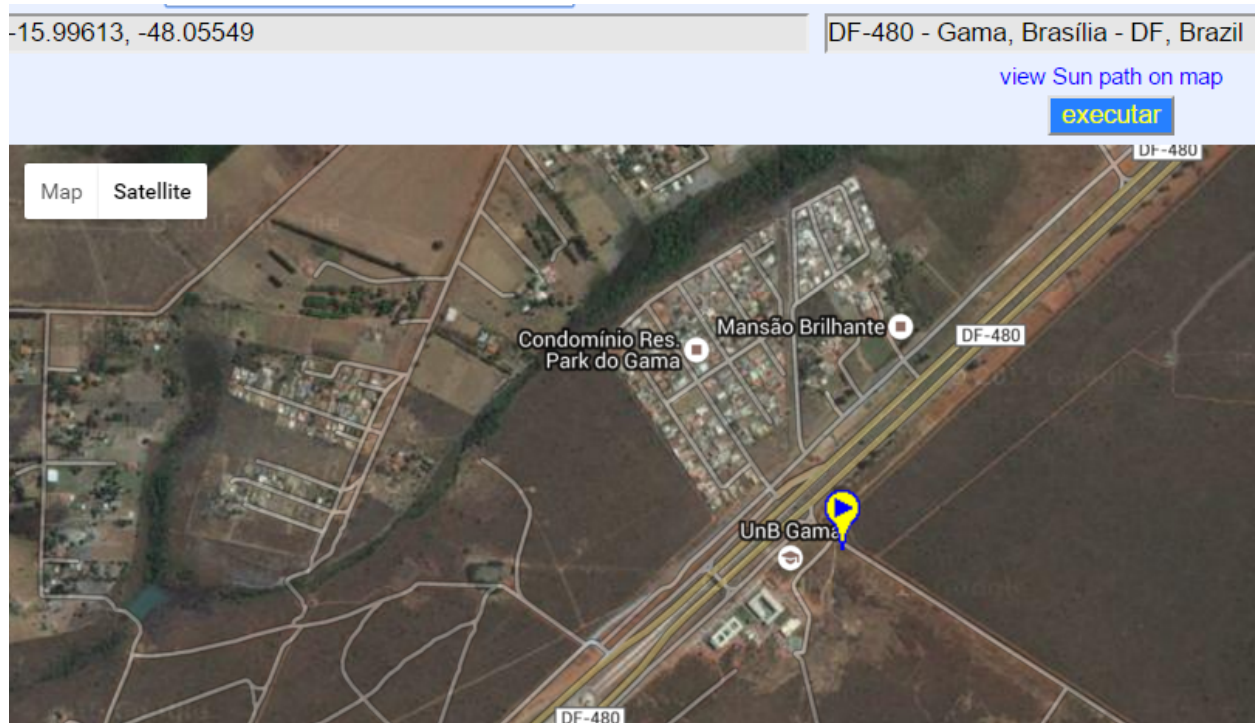 -15.99613, -48.05549
DF-480 - Gama, Brasília - DF, Brazil
view Sun path on map
executar
Map
Satellite
DF-480
Mansão Brilhante
DF-480
Condomínio Res.
Park do Gama
UnB Gama
DF-480